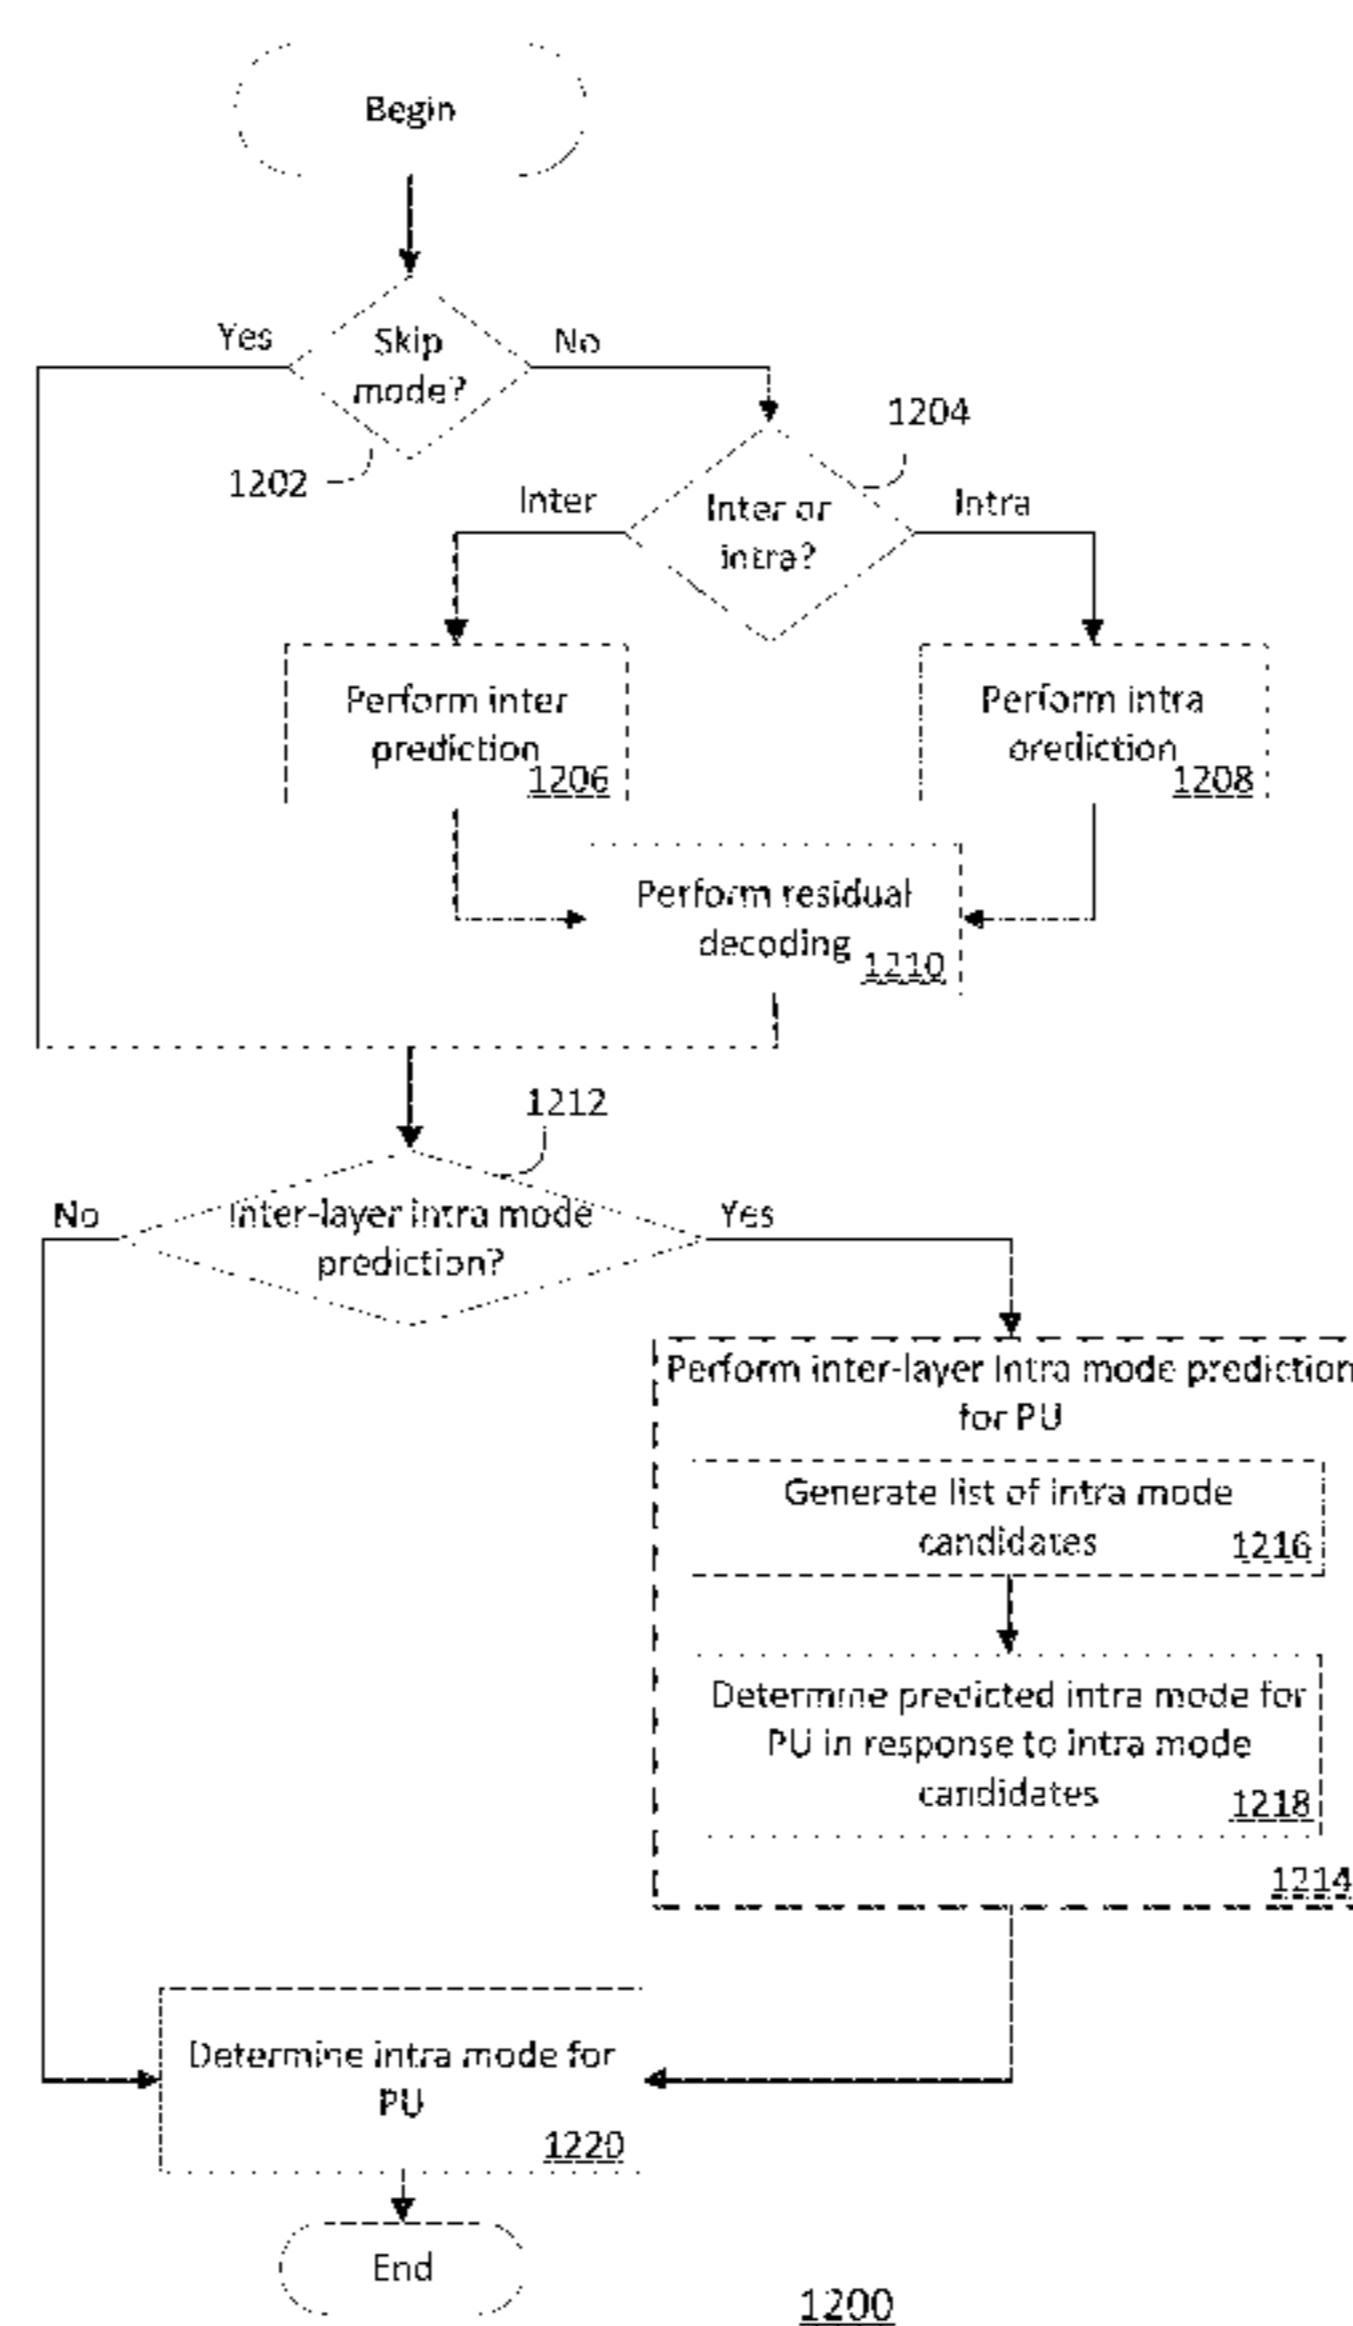 Begin
Yes
Skip
mode?
No
1202
1204
Inter
Inter or
intra?
Intra
Perform inter
prediction
1206
Perform intra
prediction
1208
Perform residual
decoding
1210
1212
No
Inter-layer intra mode
prediction?
Yes
Perform inter-layer Intra mode prediction
for PU
Generate list of intra mode
candidates
1216
Determine predicted intra mode for
PU in response to intra mode
candidates
1218
1214
Determine intra mode for
PU
1220
End
1200